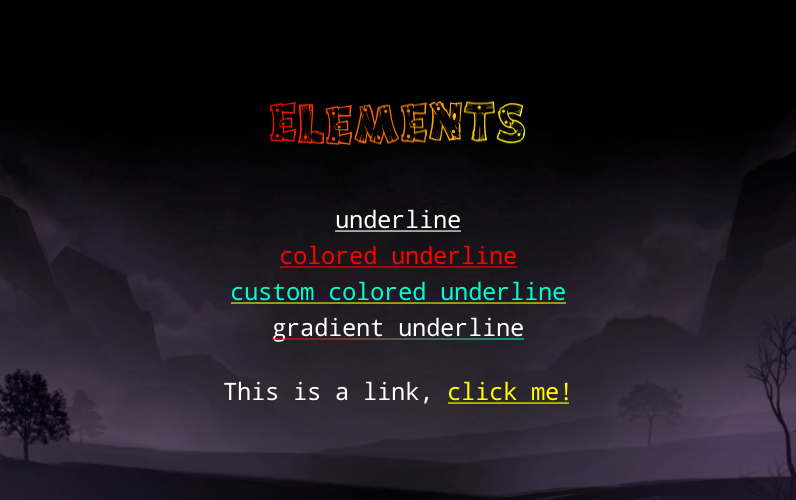 ELEMENTS
underline
colored underline
custom colored underline
gradient underline
This is a link, click me!